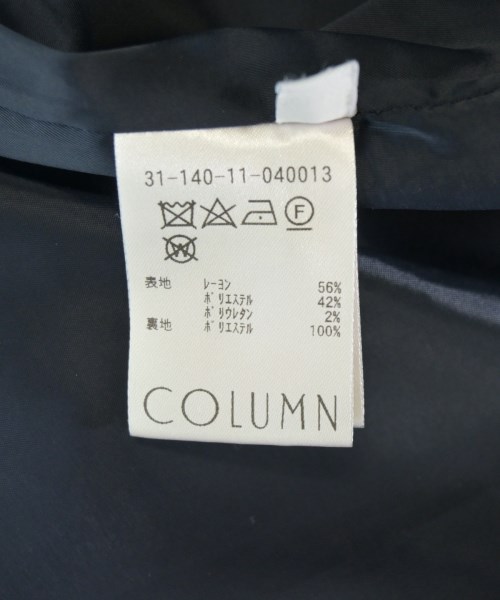 31-140-11-040013
F
W
表地 レーヨン 56%
ポリエステル 42%
ポリウレタン 2%
裏地 ポリエステル 100%
COLUMN